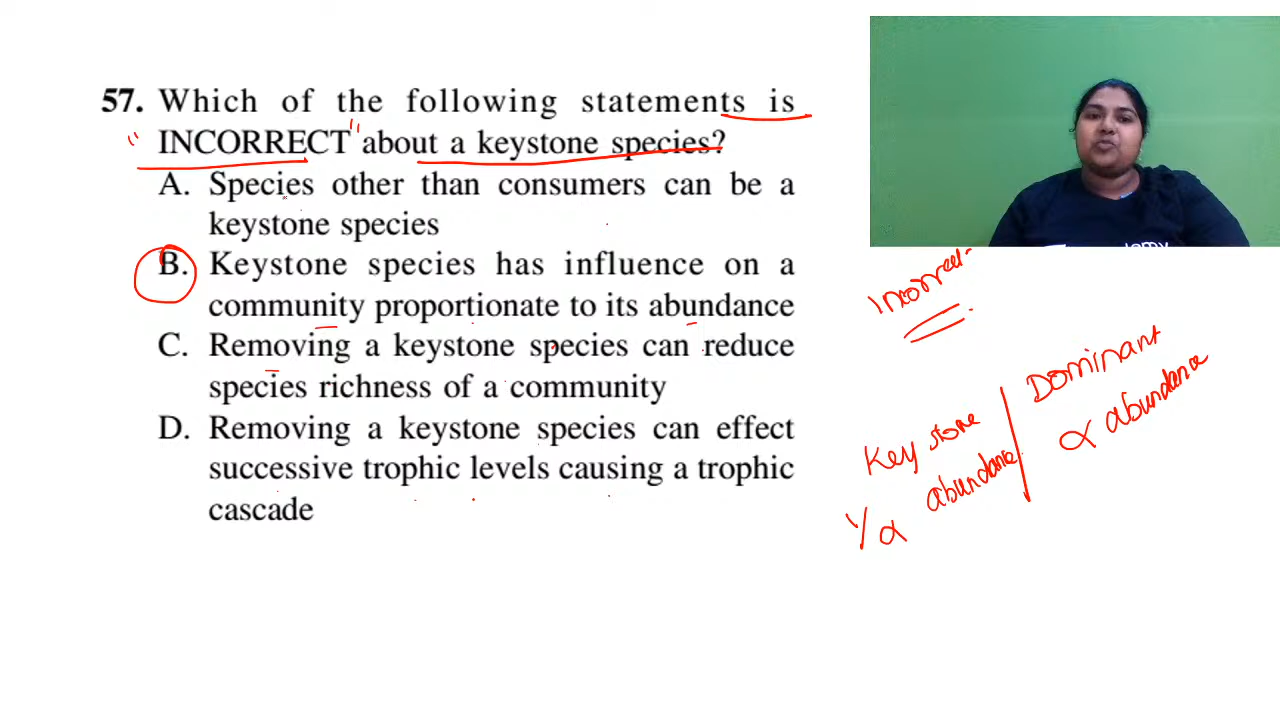 57. Which of the following statements is
"INCORRECT" about a keystone species?
A. Species other than consumers can be a
keystone species
B. Keystone species has influence on a
community proportionate to its abundance
C. Removing a keystone species can reduce
species richness of a community
D. Removing a keystone species can effect
successive trophic levels causing a trophic
cascade
Incorrect
Keystone
1/∝ abundance
Dominant
∝ abundance